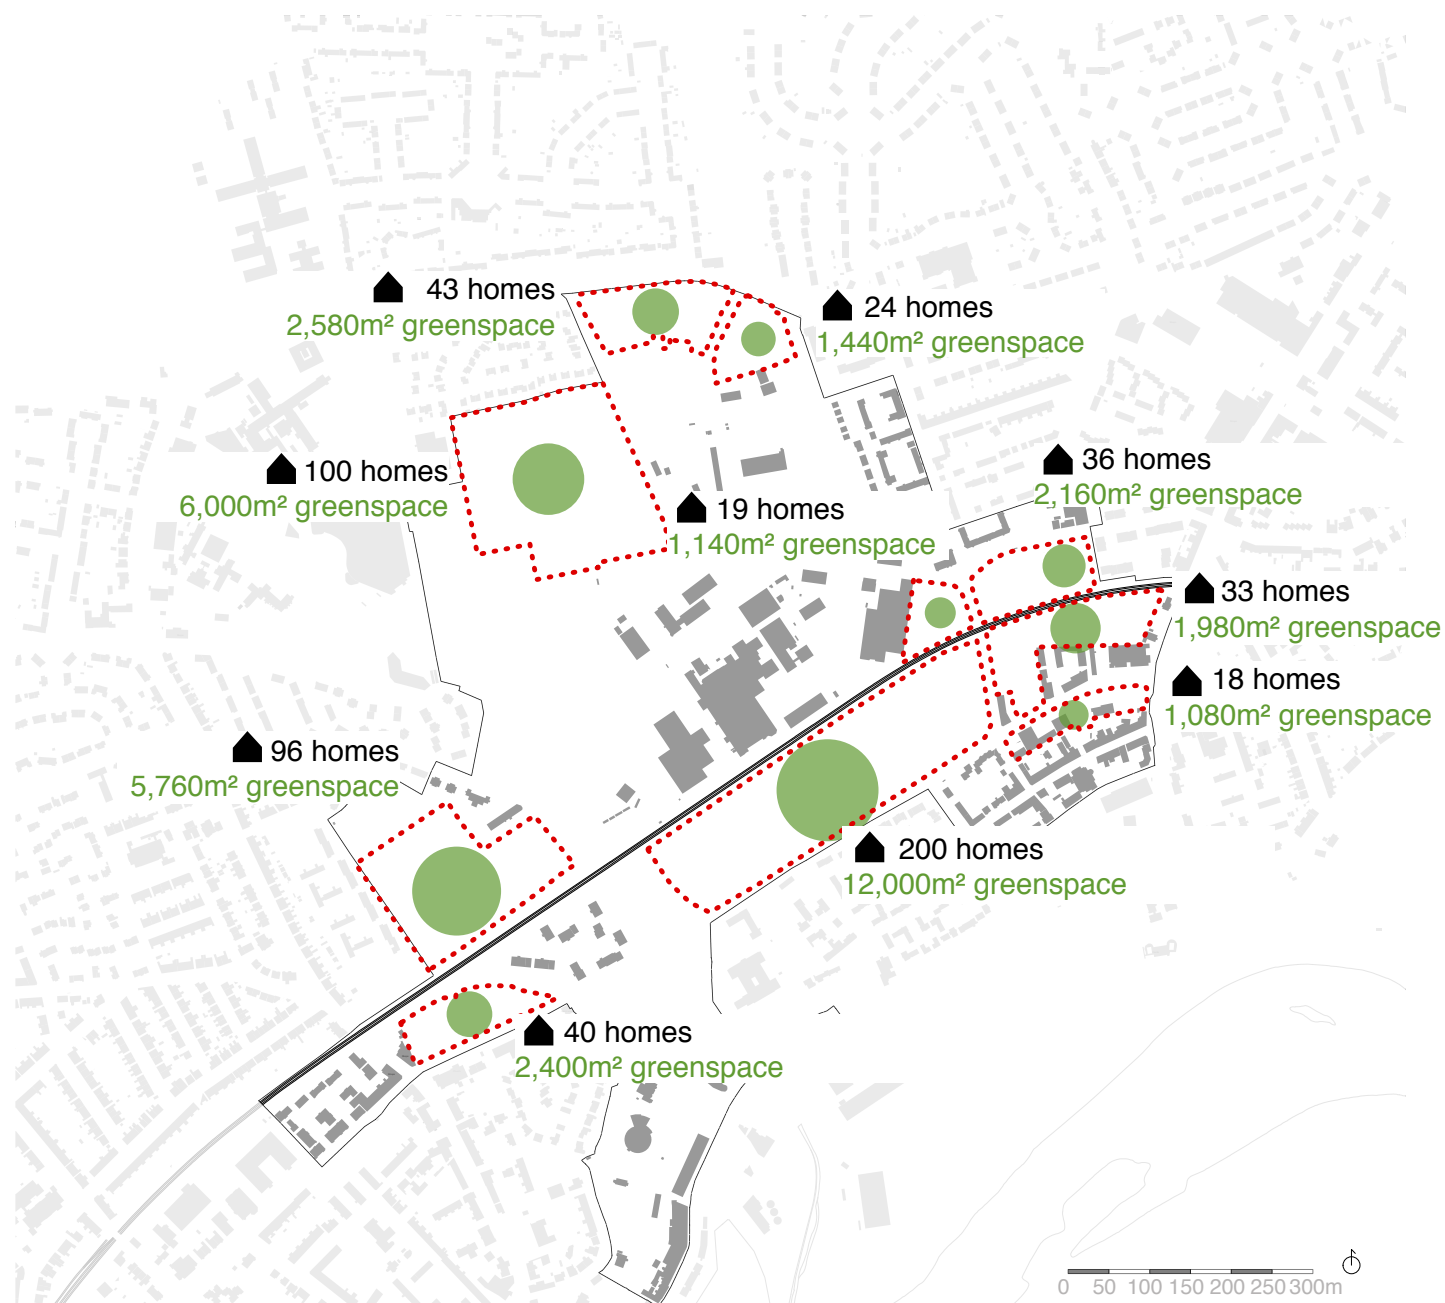 43 homes
2,580m² greenspace
24 homes
1,440m² greenspace
100 homes
6,000m² greenspace
19 homes
1,140m² greenspace
36 homes
2,160m² greenspace
33 homes
1,980m² greenspace
18 homes
1,080m² greenspace
96 homes
5,760m² greenspace
200 homes
12,000m² greenspace
40 homes
2,400m² greenspace
0 50 100 150 200 250 300m